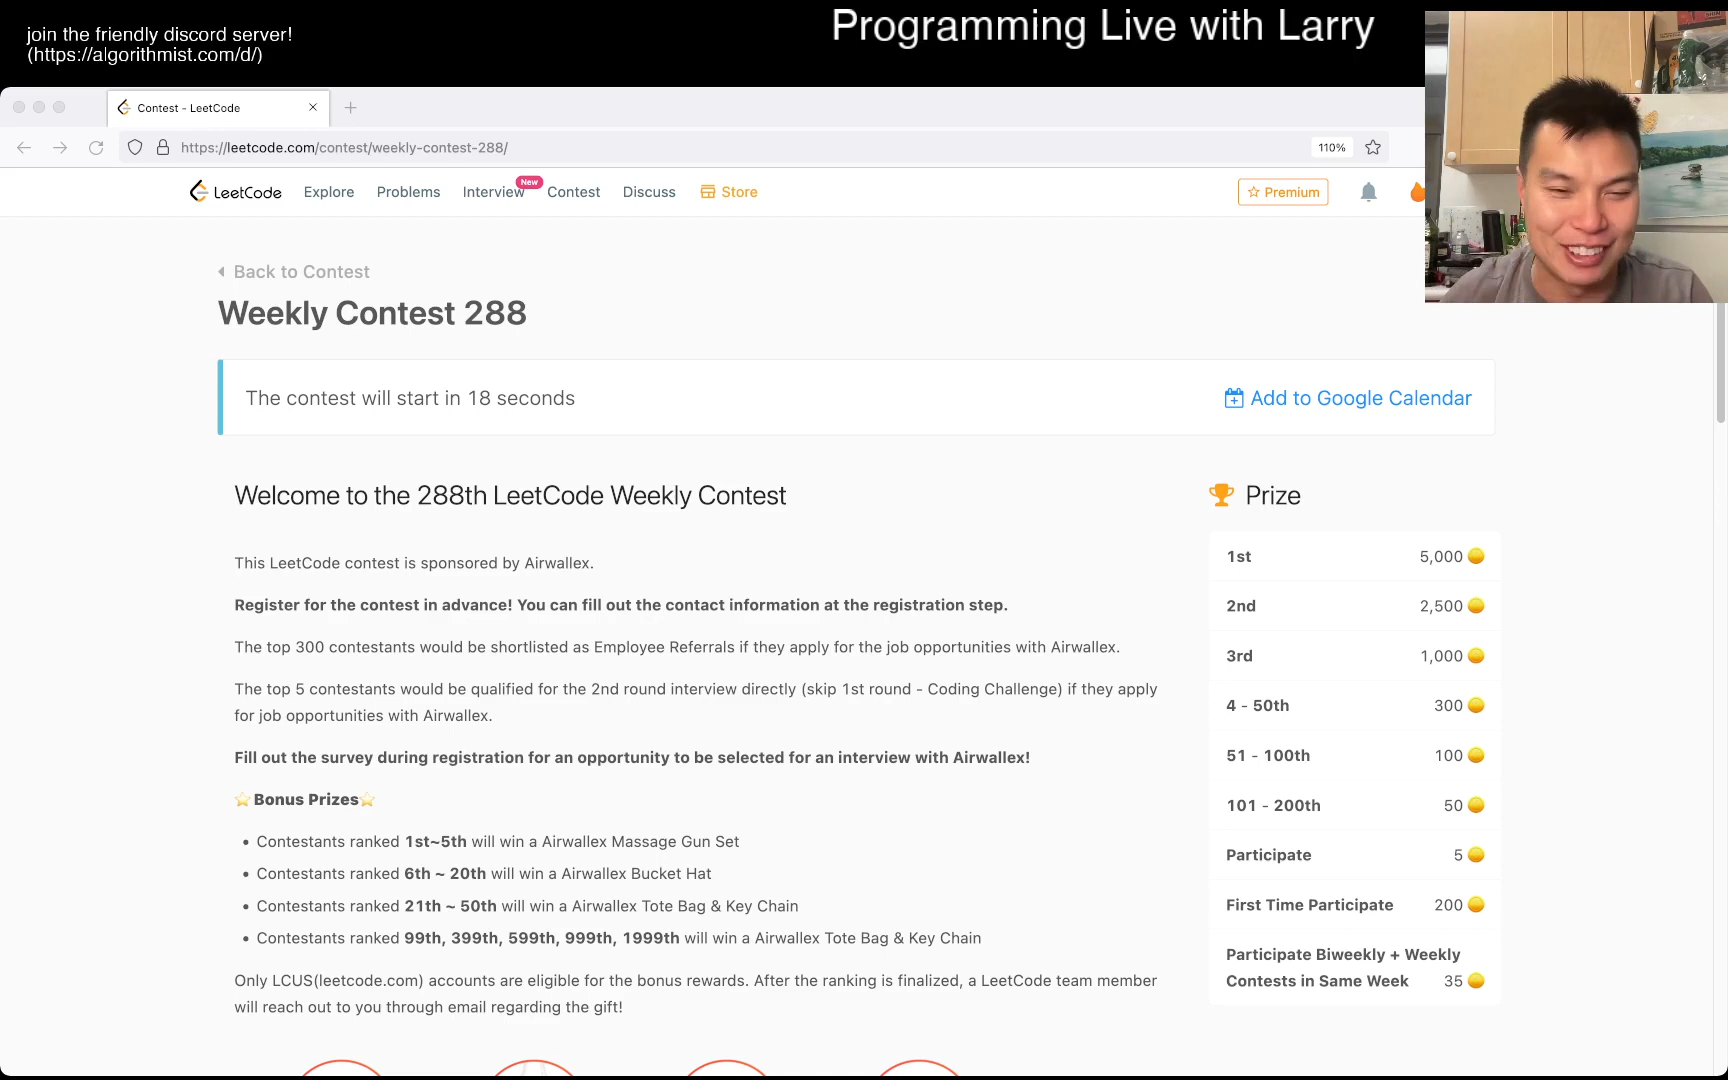 join the friendly discord server!
(https://algorithmist.com/d/)
Programming Live with Larry
Contest - LeetCode
https://leetcode.com/contest/weekly-contest-288/
110%
LeetCode
Explore
Problems
Interview
New
Contest
Discuss
Store
Premium
Back to Contest
Weekly Contest 288
The contest will start in 18 seconds
Add to Google Calendar
Welcome to the 288th LeetCode Weekly Contest
This LeetCode contest is sponsored by Airwallex.
Register for the contest in advance! You can fill out the contact information at the registration step.
The top 300 contestants would be shortlisted as Employee Referrals if they apply for the job opportunities with Airwallex.
The top 5 contestants would be qualified for the 2nd round interview directly (skip 1st round - Coding Challenge) if they apply
for job opportunities with Airwallex.
Fill out the survey during registration for an opportunity to be selected for an interview with Airwallex!
⭐Bonus Prizes⭐
• Contestants ranked 1st~5th will win a Airwallex Massage Gun Set
• Contestants ranked 6th ~ 20th will win a Airwallex Bucket Hat
• Contestants ranked 21th ~ 50th will win a Airwallex Tote Bag & Key Chain
• Contestants ranked 99th, 399th, 599th, 999th, 1999th will win a Airwallex Tote Bag & Key Chain
Only LCUS(leetcode.com) accounts are eligible for the bonus rewards. After the ranking is finalized, a LeetCode team member
will reach out to you through email regarding the gift!
Prize
1st 5,000
2nd 2,500
3rd 1,000
4 - 50th 300
51 - 100th 100
101 - 200th 50
Participate 5
First Time Participate 200
Participate Biweekly + Weekly
Contests in Same Week 35